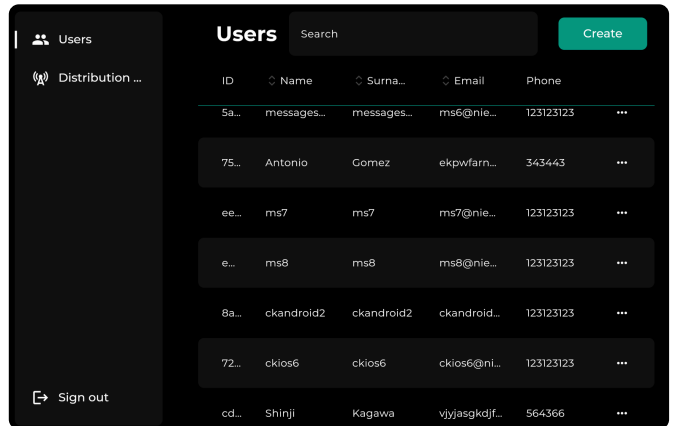 Users
Distribution ...
Sign out
Users
Search
Create
ID Name Surna... Email Phone
5a... messages... messages... ms6@nie... 123123123 •••
75... Antonio Gomez ekpwfarn... 343443 •••
ee... ms7 ms7 ms7@nie... 123123123 •••
e... ms8 ms8 ms8@nie... 123123123 •••
8a... ckandroid2 ckandroid2 ckandroid... 123123123 •••
72... ckios6 ckios6 ckios6@ni... 123123123 •••
cd... Shinji Kagawa vjyjasgkdjf... 564366 •••